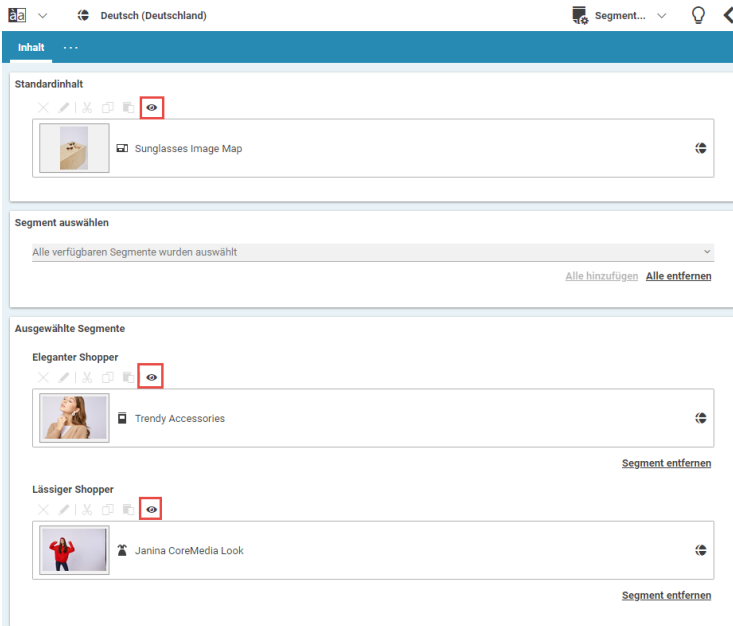 Deutsch (Deutschland)
Segment...
Inhalt ...
Standardinhalt
Sunglasses Image Map
Segment auswählen
Alle verfügbaren Segmente wurden auswählt
Alle hinzufügen Alle entfernen
Ausgewählte Segmente
Eleganter Shopper
Trendy Accessories
Segment entfernen
Lässiger Shopper
Janina CoreMedia Look
Segment entfernen